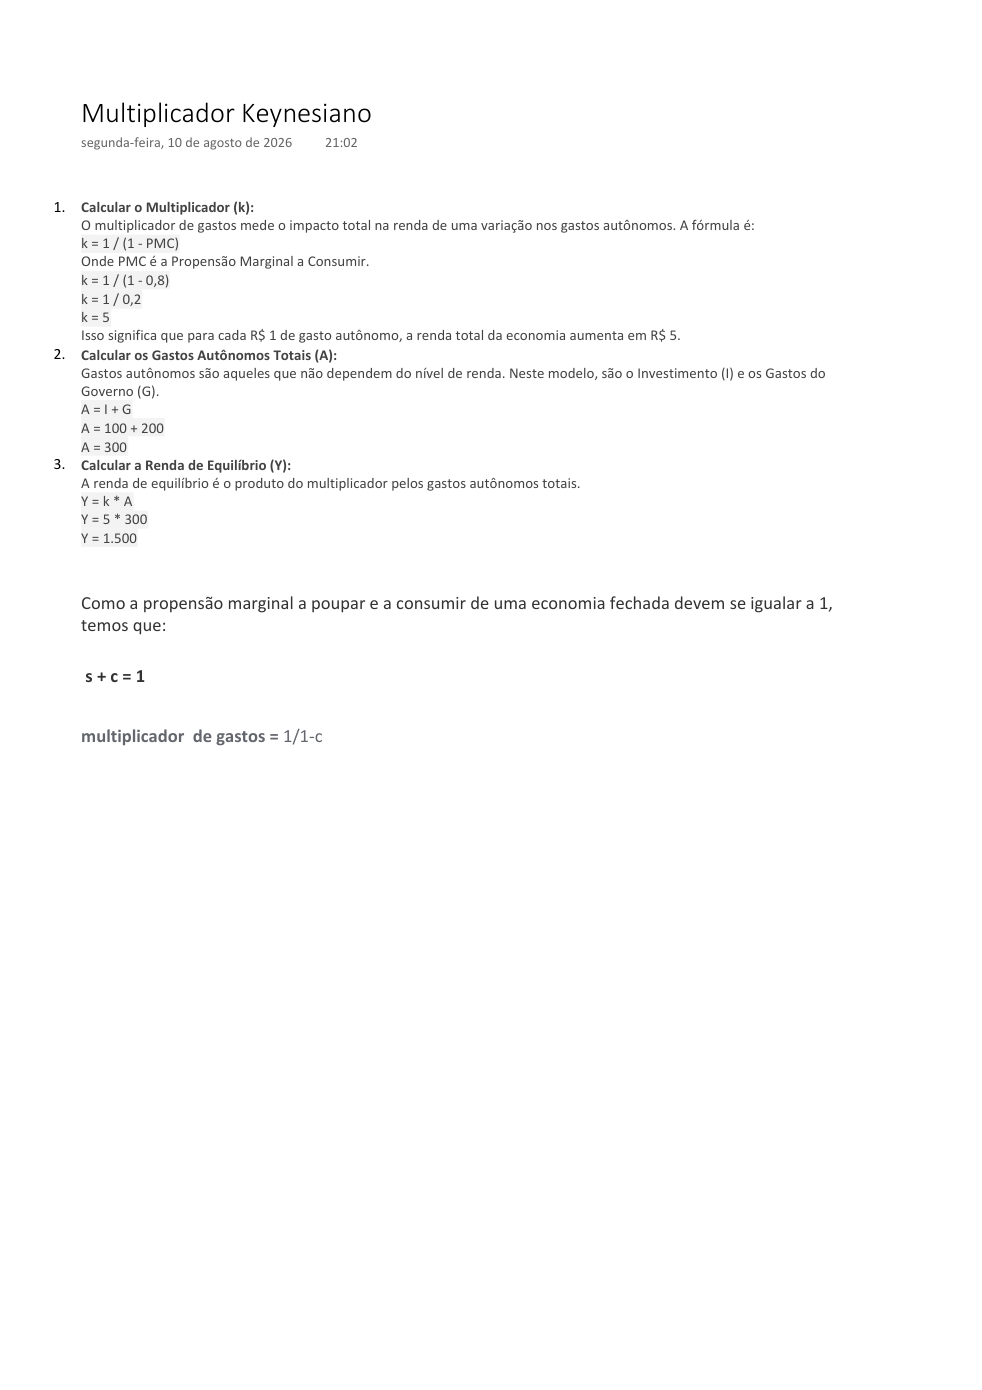 Multiplicador Keynesiano
segunda-feira, 10 de agosto de 2026 21:02
1. Calcular o Multiplicador (k):
O multiplicador de gastos mede o impacto total na renda de uma variação nos gastos autônomos. A fórmula é:
k = 1 / (1 - PMC)
Onde PMC é a Propensão Marginal a Consumir.
k = 1 / (1 - 0,8)
k = 1 / 0,2
k = 5
Isso significa que para cada R$ 1 de gasto autônomo, a renda total da economia aumenta em R$ 5.
2. Calcular os Gastos Autônomos Totais (A):
Gastos autônomos são aqueles que não dependem do nível de renda. Neste modelo, são o Investimento (I) e os Gastos do
Governo (G).
A = I + G
A = 100 + 200
A = 300
3. Calcular a Renda de Equilíbrio (Y):
A renda de equilíbrio é o produto do multiplicador pelos gastos autônomos totais.
Y = k * A
Y = 5 * 300
Y = 1.500
Como a propensão marginal a poupar e a consumir de uma economia fechada devem se igualar a 1,
temos que:
s + c = 1
multiplicador de gastos = 1/1-c